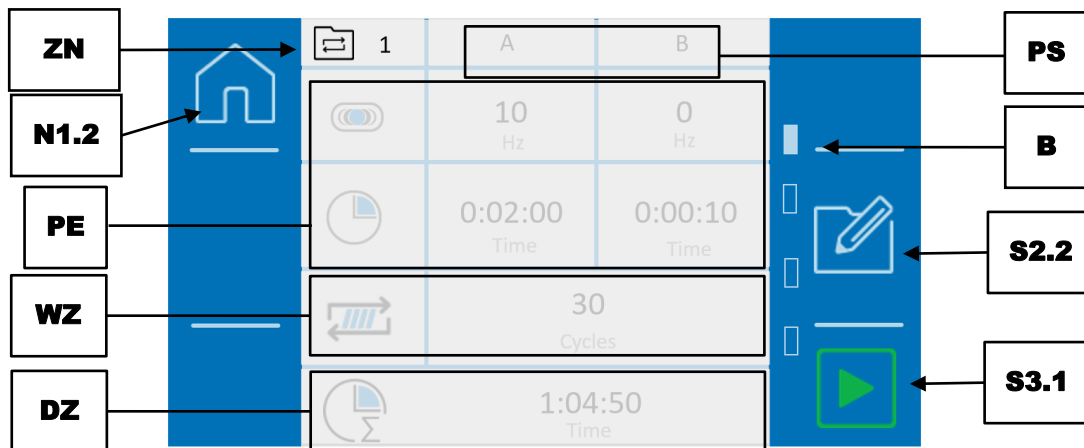 ZN
1
A
B
PS
N1.2
10
0
Hz
Hz
B
PE
0:02:00
0:00:10
Time
Time
S2.2
WZ
30
Cycles
DZ
1:04:50
Time
S3.1